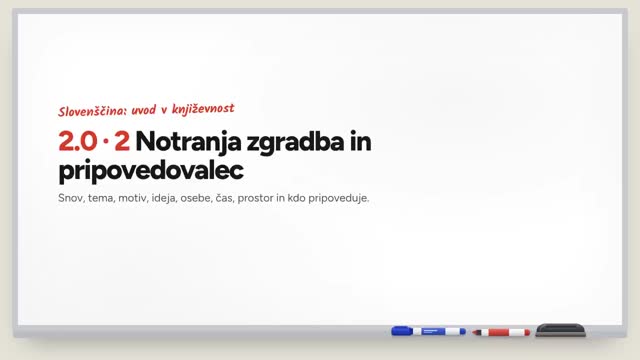 Slovenščina: uvod v književnost
2.0 · 2 Notranja zgradba in
pripovedovalec
Snov, tema, motiv, ideja, osebe, čas, prostor in kdo pripoveduje.